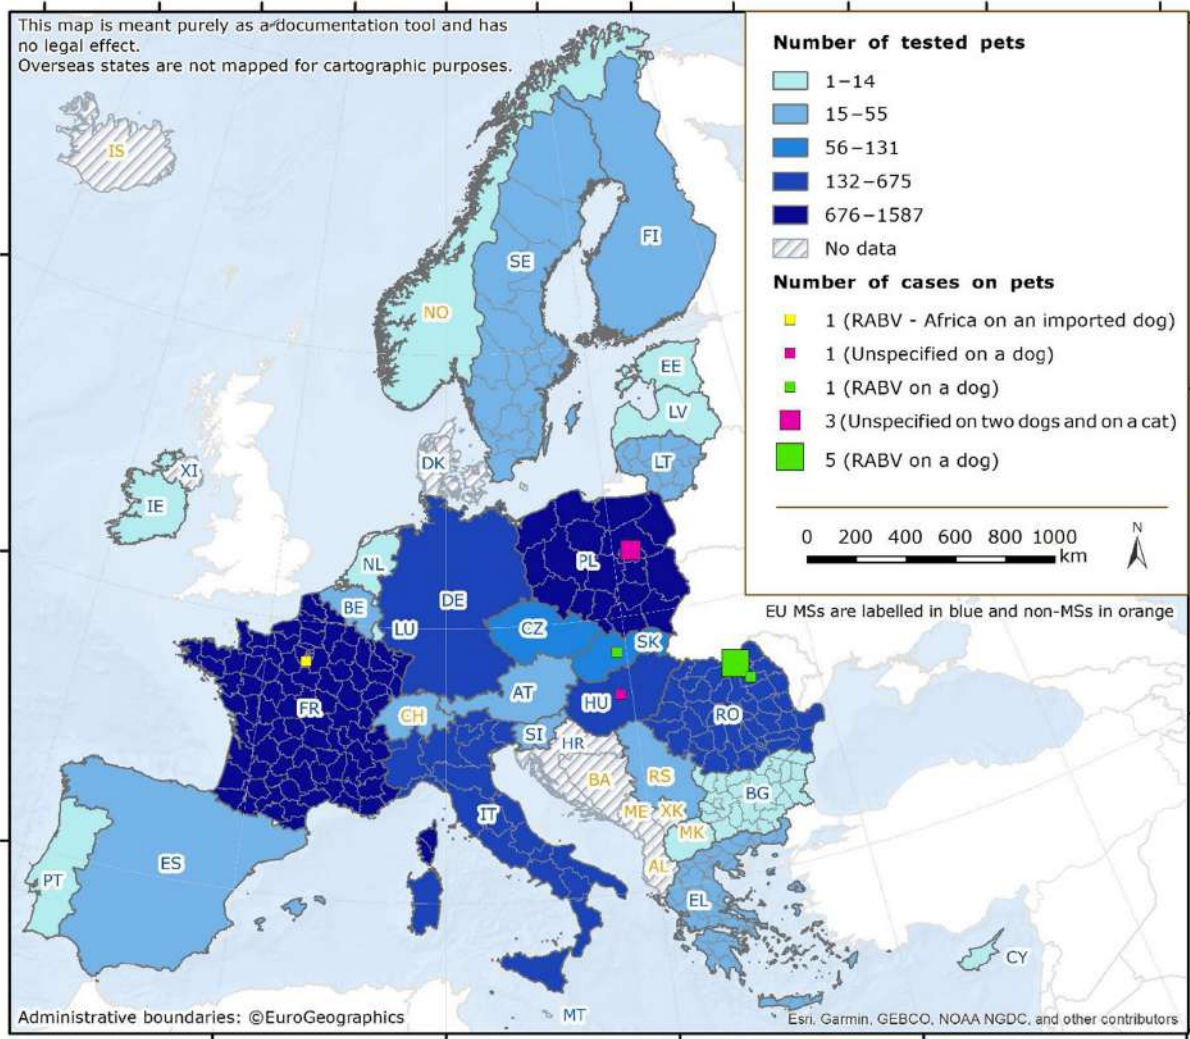 This map is meant purely as a documentation tool and has
no legal effect.
Overseas states are not mapped for cartographic purposes.
Number of tested pets
1–14
15–55
56–131
132–675
676–1587
No data
Number of cases on pets
1 (RABV - Africa on an imported dog)
1 (Unspecified on a dog)
1 (RABV on a dog)
3 (Unspecified on two dogs and on a cat)
5 (RABV on a dog)
0 200 400 600 800 1000
km
N
EU MSs are labelled in blue and non-MSs in orange
IS
FI
SE
NO
EE
LV
LT
DK
XI
IE
NL
PL
BE
DE
LU
CZ
SK
AT
HU
FR
CH
RO
SI
HR
RS
BA
BG
IT
ME
XK
MK
AL
ES
PT
EL
CY
MT
Administrative boundaries: ©EuroGeographics
Esri, Garmin, GEBCO, NOAA NGDC, and other contributors